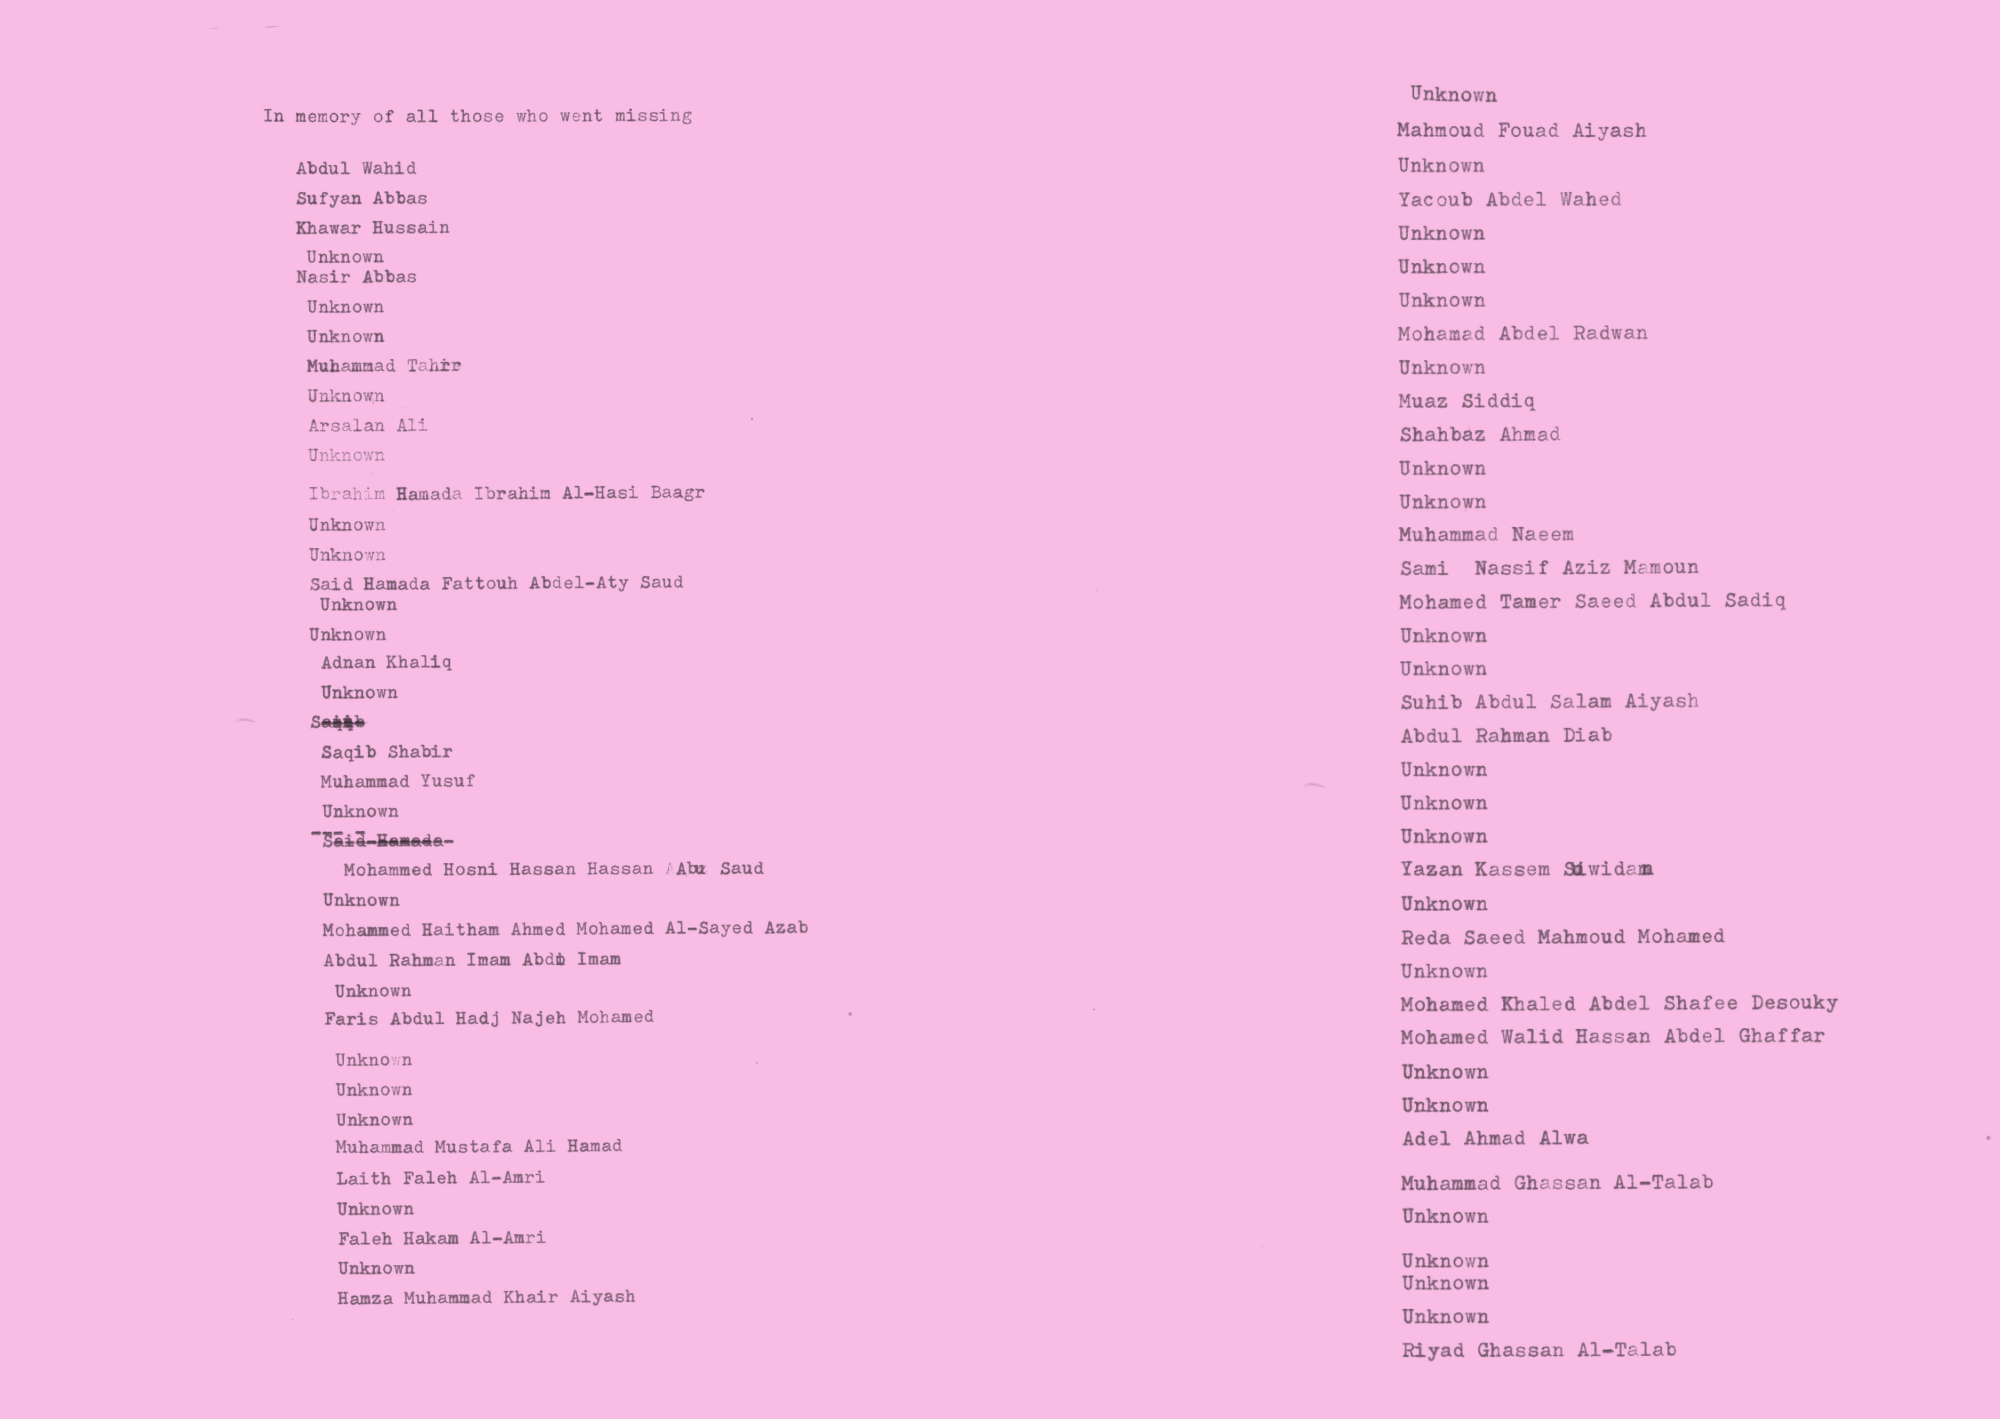 In memory of all those who went missing
Abdul Wahid
Sufyan Abbas
Khawar Hussain
Unknown
Nasir Abbas
Unknown
Unknown
Muhammad Tahir
Unknown
Arsalan Ali
Unknown
Ibrahim Hamada Ibrahim Al-Hasi Baagr
Unknown
Unknown
Said Hamada Fattouh Abdel-Aty Saud
Unknown
Unknown
Adnan Khaliq
Unknown
Saqib
Saqib Shabir
Muhammad Yusuf
Unknown
Said Hamada
Mohammed Hosni Hassan Hassan Abu Saud
Unknown
Mohammed Haitham Ahmed Mohamed Al-Sayed Azab
Abdul Rahman Imam Imam
Unknown
Faris Abdul Hadj Najeh Mohamed
Unknown
Unknown
Unknown
Muhammad Mustafa Ali Hamad
Laith Faleh Al-Amri
Unknown
Faleh Hakam Al-Amri
Unknown
Hamza Muhammad Khair Aiyash
Unknown
Mahmoud Fouad Aiyash
Unknown
Yacoub Abdel Wahed
Unknown
Unknown
Unknown
Mohamad Abdel Radwan
Unknown
Muaz Siddiq
Shahbaz Ahmad
Unknown
Unknown
Muhammad Naeem
Sami Nassif Aziz Mamoun
Mohamed Tamer Saeed Abdul Sadiq
Unknown
Unknown
Suhib Abdul Salam Aiyash
Abdul Rahman Diab
Unknown
Unknown
Unknown
Yazan Kassem
Unknown
Reda Saeed Mahmoud Mohamed
Unknown
Mohamed Khaled Abdel Shafee Desouky
Mohamed Walid Hassan Abdel Ghaffar
Unknown
Unknown
Adel Ahmad Alwa
Muhammad Ghassan Al-Talab
Unknown
Unknown
Unknown
Unknown
Riyad Ghassan Al-Talab